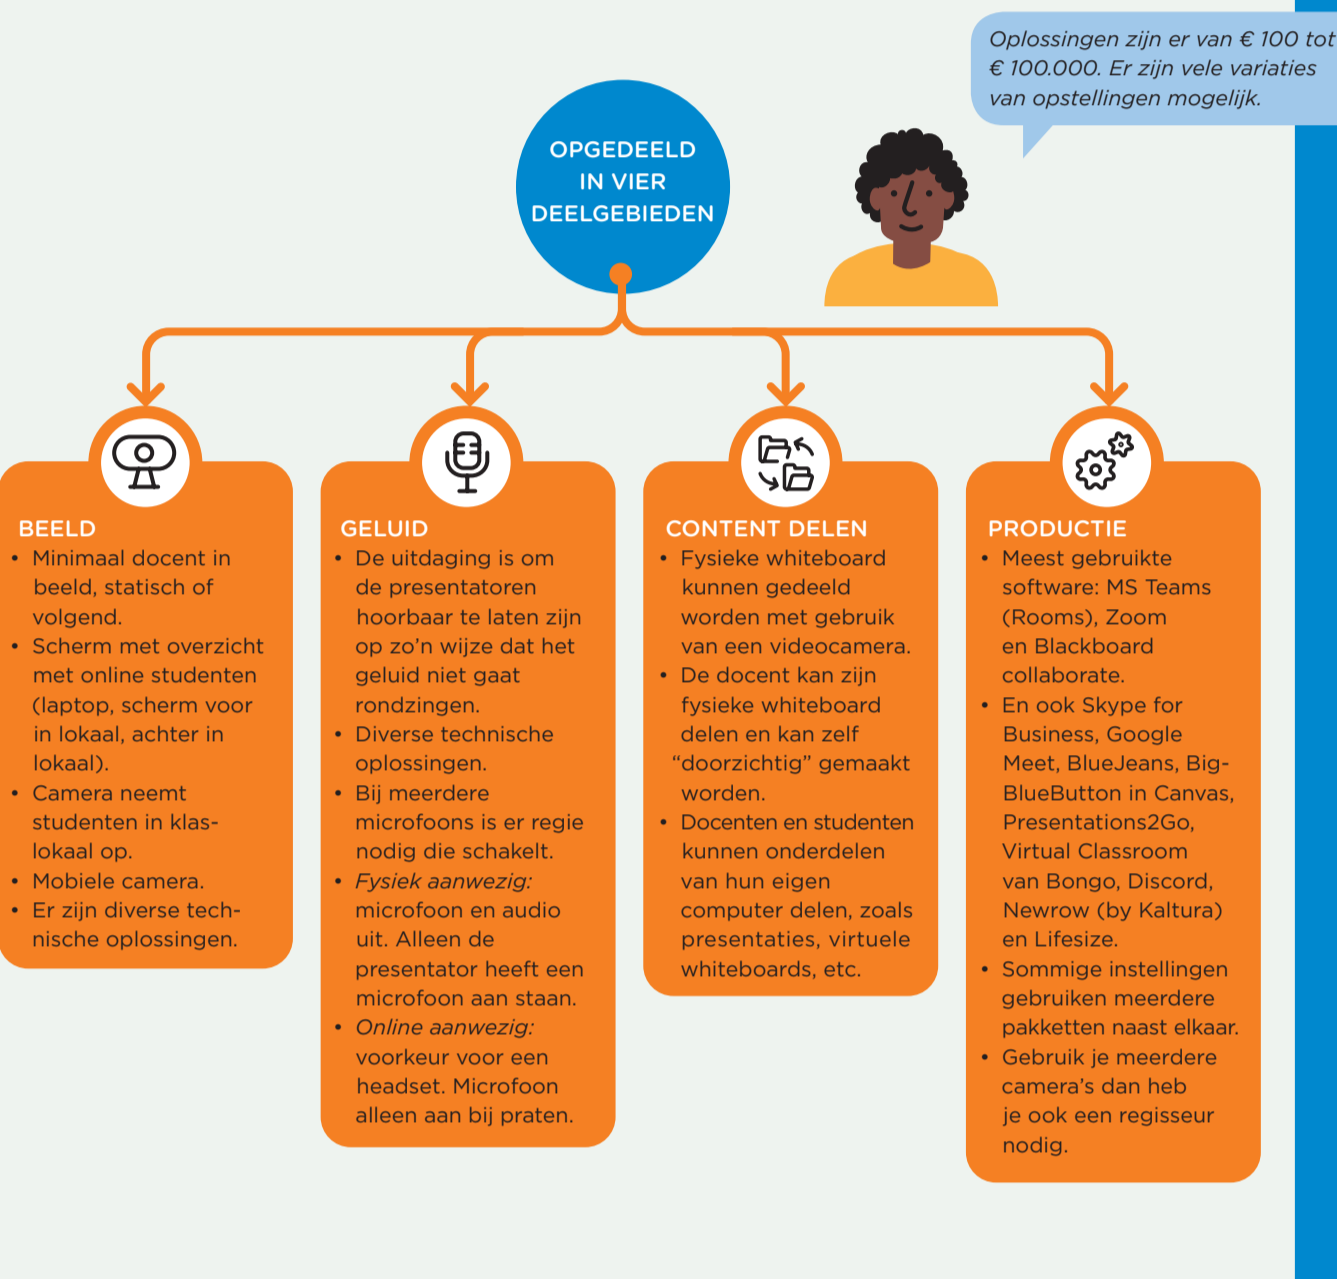 Oplossingen zijn er van € 100 tot
€ 100.000. Er zijn vele variaties
van opstellingen mogelijk.
OPGEDEELD
IN VIER
DEELGEBIEDEN
BEELD
• Minimaal docent in
beeld, statisch of
volgend.
• Scherm met overzicht
met online studenten
(laptop, scherm voor
in lokaal, achter in
lokaal).
• Camera neemt
studenten in klas-
lokaal op.
• Mobiele camera.
• Er zijn diverse tech-
nische oplossingen.
GELUID
• De uitdaging is om
de presentatoren
hoorbaar te laten zijn
op zo’n wijze dat het
geluid niet gaat
rondzingen.
• Diverse technische
oplossingen.
• Bij meerdere
microfoons is er regie
nodig die schakelt.
• Fysiek aanwezig:
microfoon en audio
uit. Alleen de
presentator heeft een
microfoon aan staan.
• Online aanwezig:
voorkeur voor een
headset. Microfoon
alleen aan bij praten.
CONTENT DELEN
• Fysieke whiteboard
kunnen gedeeld
worden met gebruik
van een videocamera.
• De docent kan zijn
fysieke whiteboard
delen en kan zelf
“doorzichtig” gemaakt
worden.
• Docenten en studenten
kunnen onderdelen
van hun eigen
computer delen, zoals
presentaties, virtuele
whiteboards, etc.
PRODUCTIE
• Meest gebruikte
software: MS Teams
(Rooms), Zoom
en Blackboard
collaborate.
• En ook Skype for
Business, Google
Meet, BlueJeans, Big-
BlueButton in Canvas,
Presentations2Go,
Virtual Classroom
van Bongo, Discord,
Newrow (by Kaltura)
en Lifesize.
• Sommige instellingen
gebruiken meerdere
pakketten naast elkaar.
• Gebruik je meerdere
camera’s dan heb
je ook een regisseur
nodig.